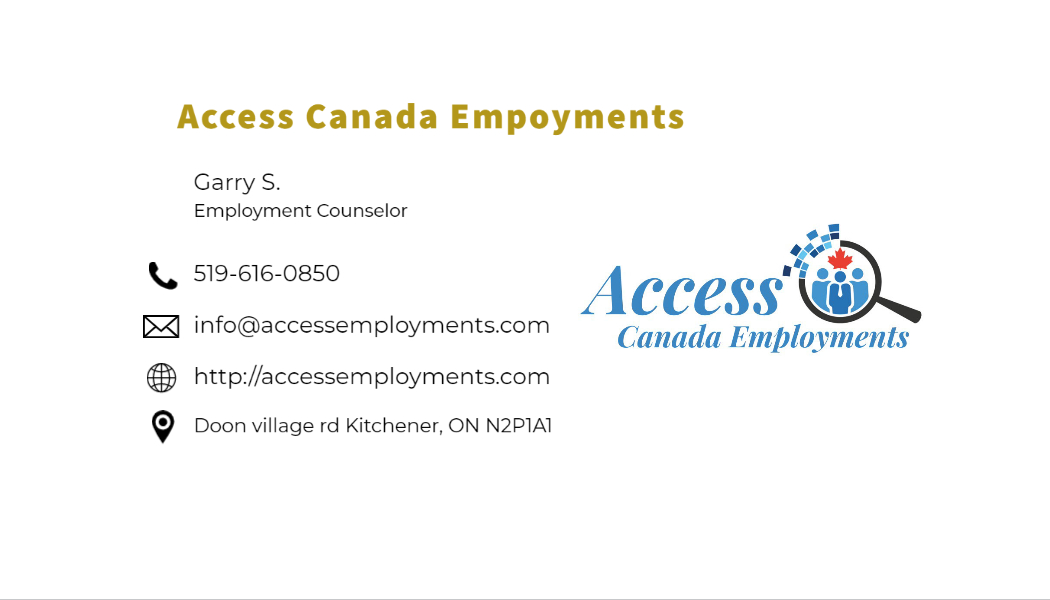 Access Canada Empoyments
Garry S.
Employment Counselor
519-616-0850
info@accessemployments.com
http://accessemployments.com
Doon village rd Kitchener, ON N2P1A1
Access
Canada Employments